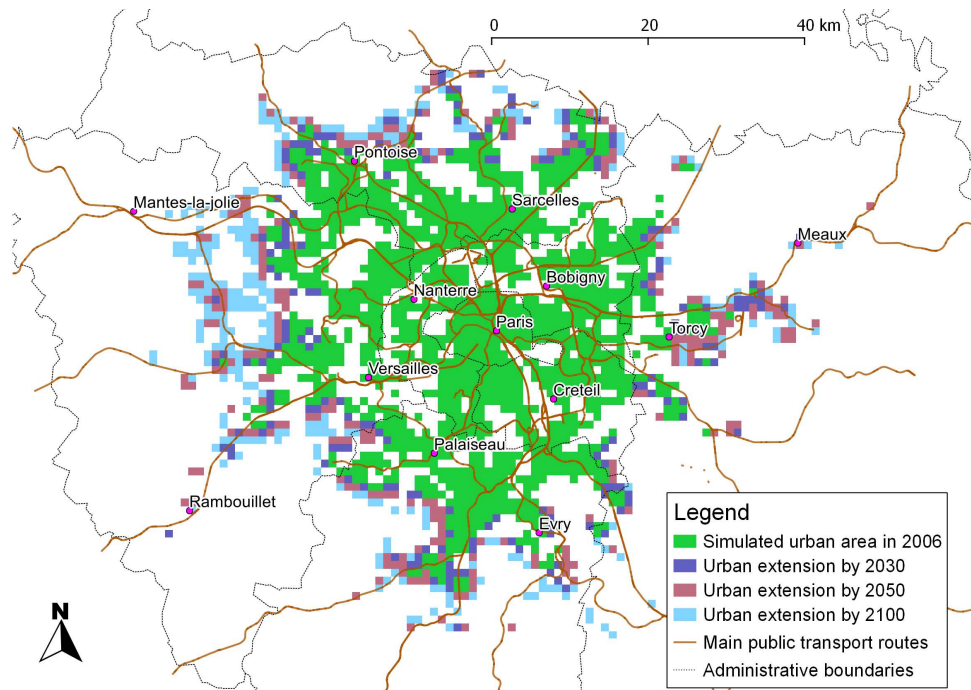 0 20 40 km
Pontoise
Mantes-la-jolie
Sarcelles
Meaux
Bobigny
Nanterre
Paris
Torcy
Versailles
Creteil
Palaiseau
Rambouillet
Evry
Legend
Simulated urban area in 2006
Urban extension by 2030
Urban extension by 2050
Urban extension by 2100
Main public transport routes
Administrative boundaries
N